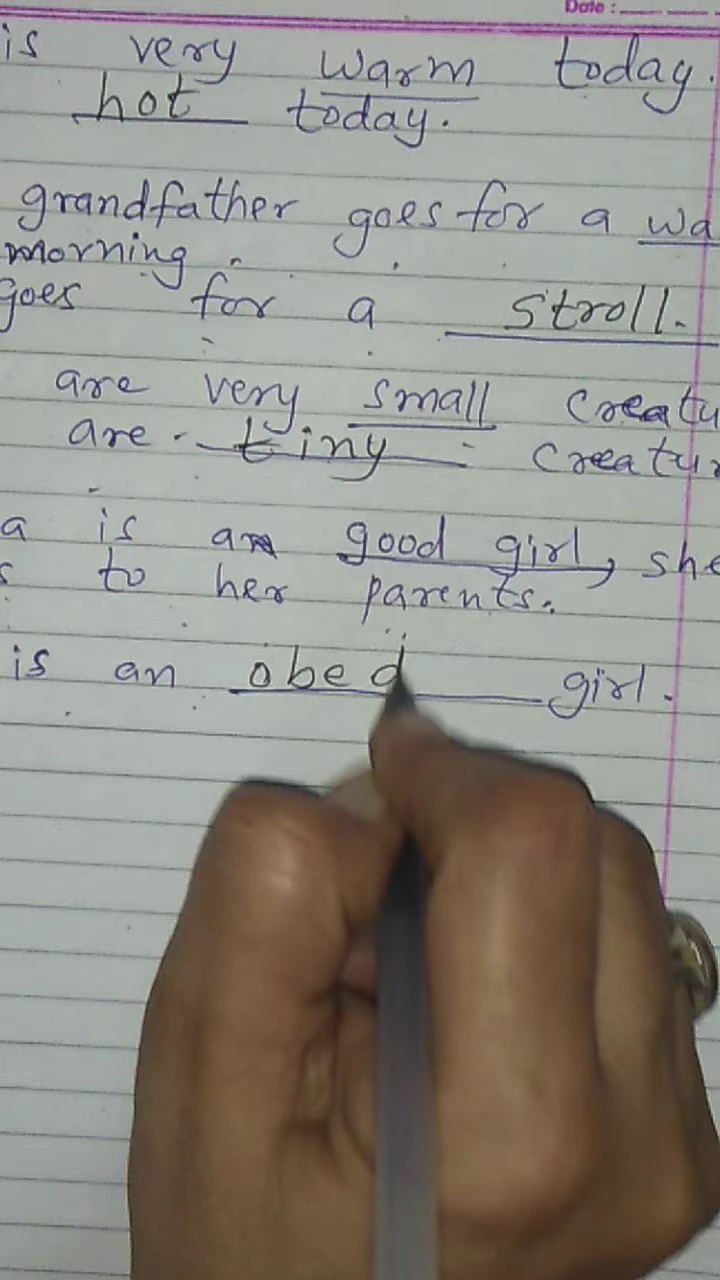 Date :
is very warm today.
hot today.
grandfather goes for a wa
morning.
goes for a stroll.
are very small creatu
are tiny creatur
a is an good girl, she
s to her parents.
is an obed girl.